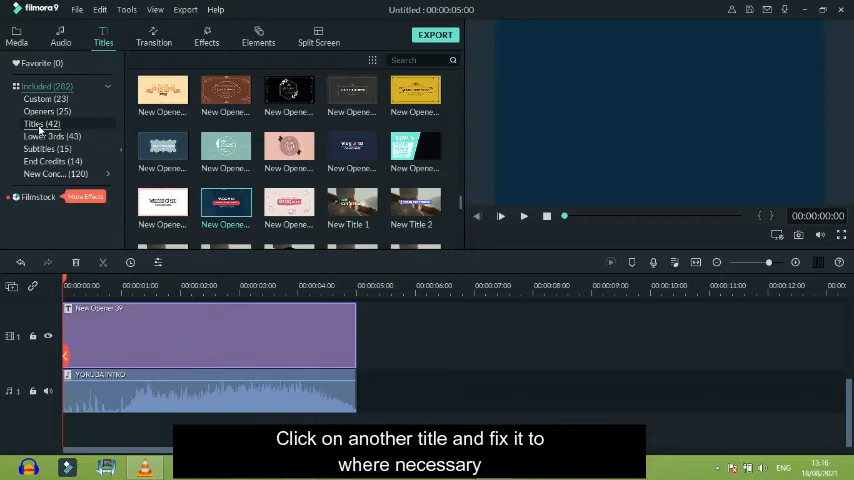 filmora9
File Edit Tools View Export Help
Untitled : 00:00:05:00
Media Audio Titles Transition Effects Elements Split Screen
EXPORT
Favorite (0)
Search
Included (282)
Custom (23)
Openers (25)
Titles (42)
Lower 3rds (43)
Subtitles (15)
End Credits (14)
New Conc... (120)
Filmstock More Effects
New Opene... New Opene... New Opene... New Opene... New Opene...
New Opene... New Opene... New Opene... New Opene... New Opene...
New Opene... New Opene... New Opene... New Title 1 New Title 2
{ } 00:00:00:00
00:00:00:00 00:00:01:00 00:00:02:00 00:00:03:00 00:00:04:00 00:00:05:00 00:00:06:00 00:00:07:00 00:00:08:00 00:00:09:00 00:00:10:00 00:00:11:00 00:00:12:00 00:00:
New Opener 39
1
YORUBA INTRO
1
Click on another title and fix it to
where necessary
ENG
13:16
18/08/2021